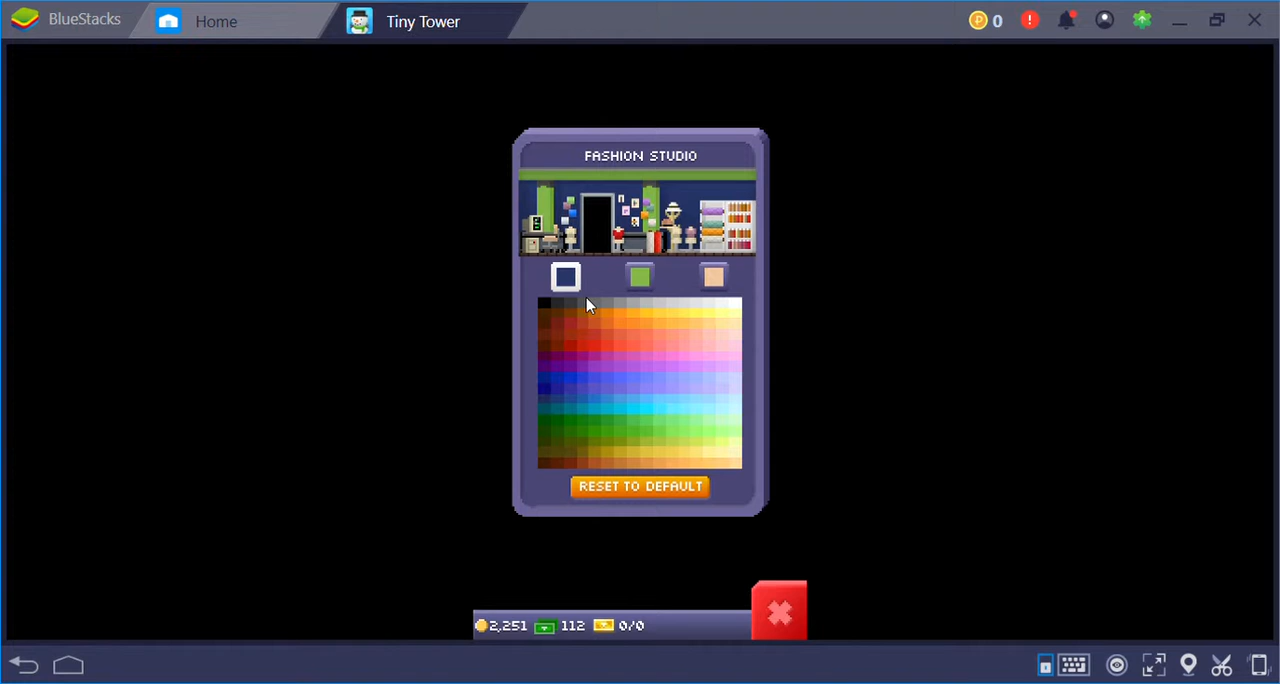 BlueStacks Home Tiny Tower P 0 !
FASHION STUDIO
RESET TO DEFAULT
2,251 112 0/0